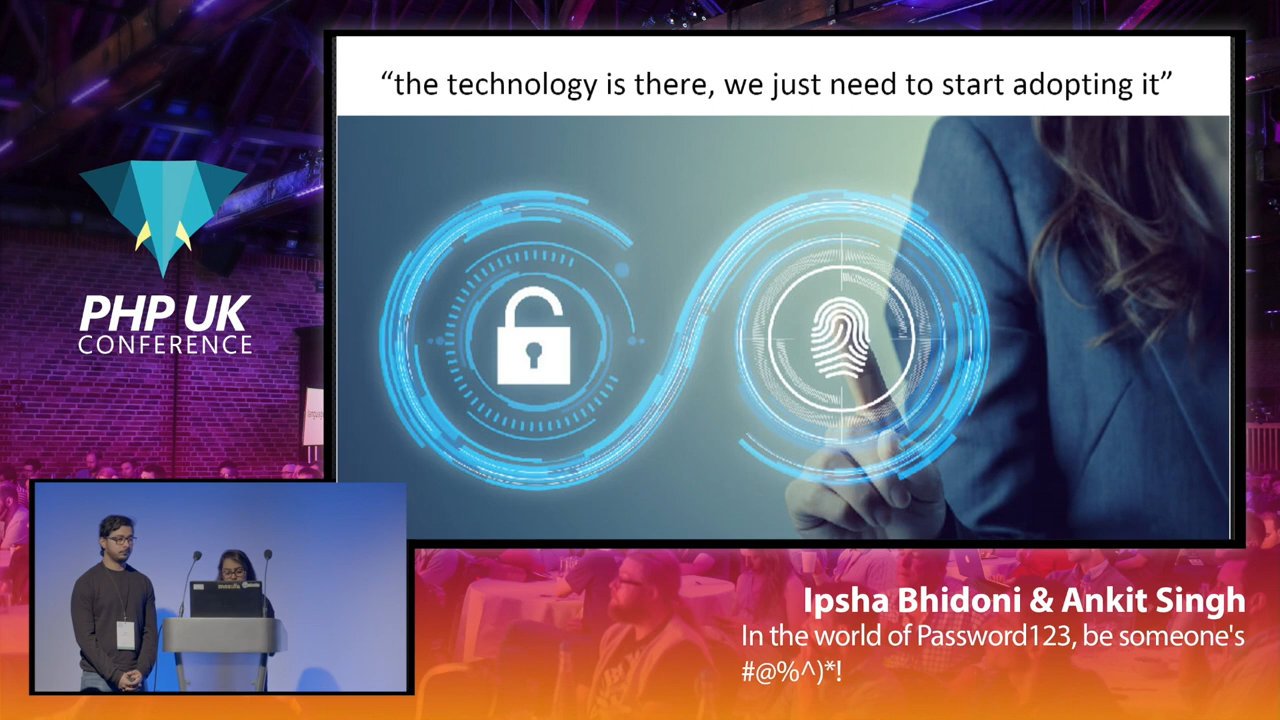 “the technology is there, we just need to start adopting it”
PHP UK
CONFERENCE
mozilla
Ipsha Bhidoni & Ankit Singh
In the world of Password123, be someone's
#@%^)*!